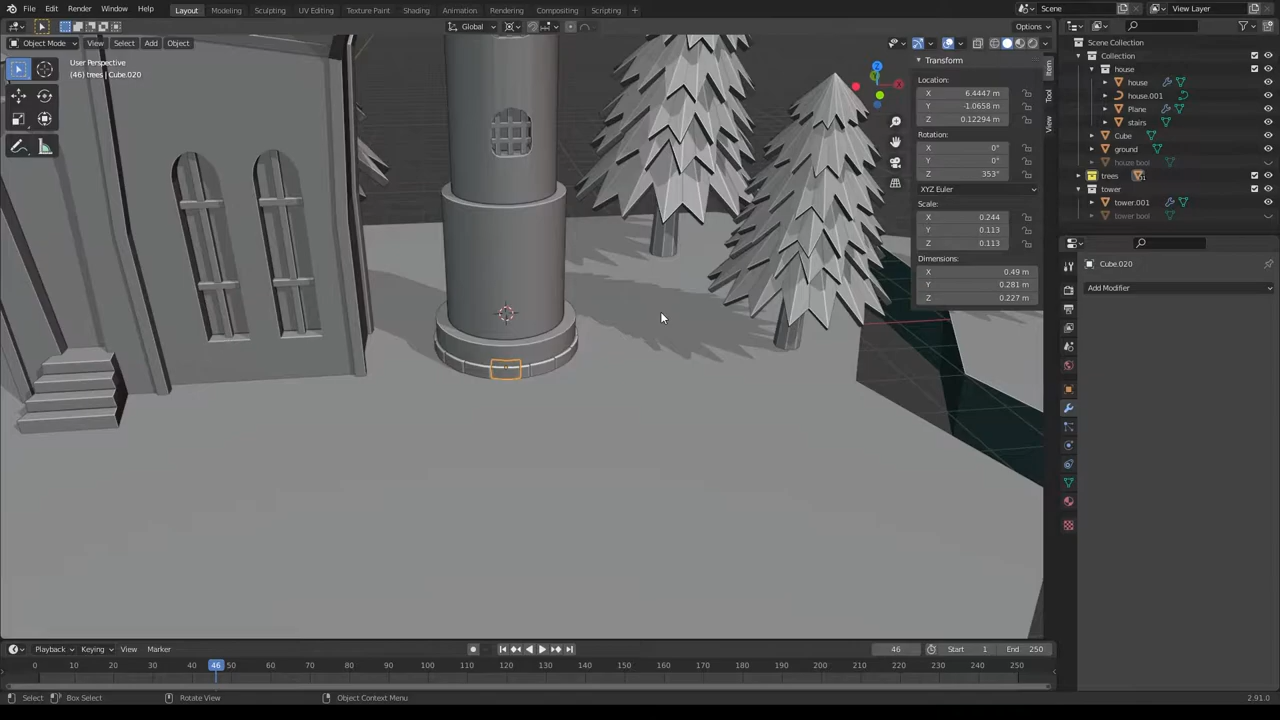 File Edit Render Window Help Layout Modeling Sculpting UV Editing Texture Paint Shading Animation Rendering Compositing Scripting + Scene View Layer
Global Options
Object Mode View Select Add Object
User Perspective
(46) trees | Cube.020
Transform
Location:
X 6.4447 m
Y -1.0658 m
Z 0.12294 m
Rotation:
X 0°
Y 0°
Z 353°
XYZ Euler
Scale:
X 0.244
Y 0.113
Z 0.113
Dimensions:
X 0.49 m
Y 0.281 m
Z 0.227 m
Item
Tool
View
Z
Scene Collection
Collection
house
house
house.001
Plane
stairs
Cube
ground
trees
tower
tower.001
tower bool
Cube.020
Add Modifier
Playback Keying View Marker 46 Start 1 End 250
0 10 20 30 40 46 50 60 70 80 90 100 110 120 130 140 150 160 170 180 190 200 210 220 230 240 250
Select Box Select Rotate View Object Context Menu 2.91.0